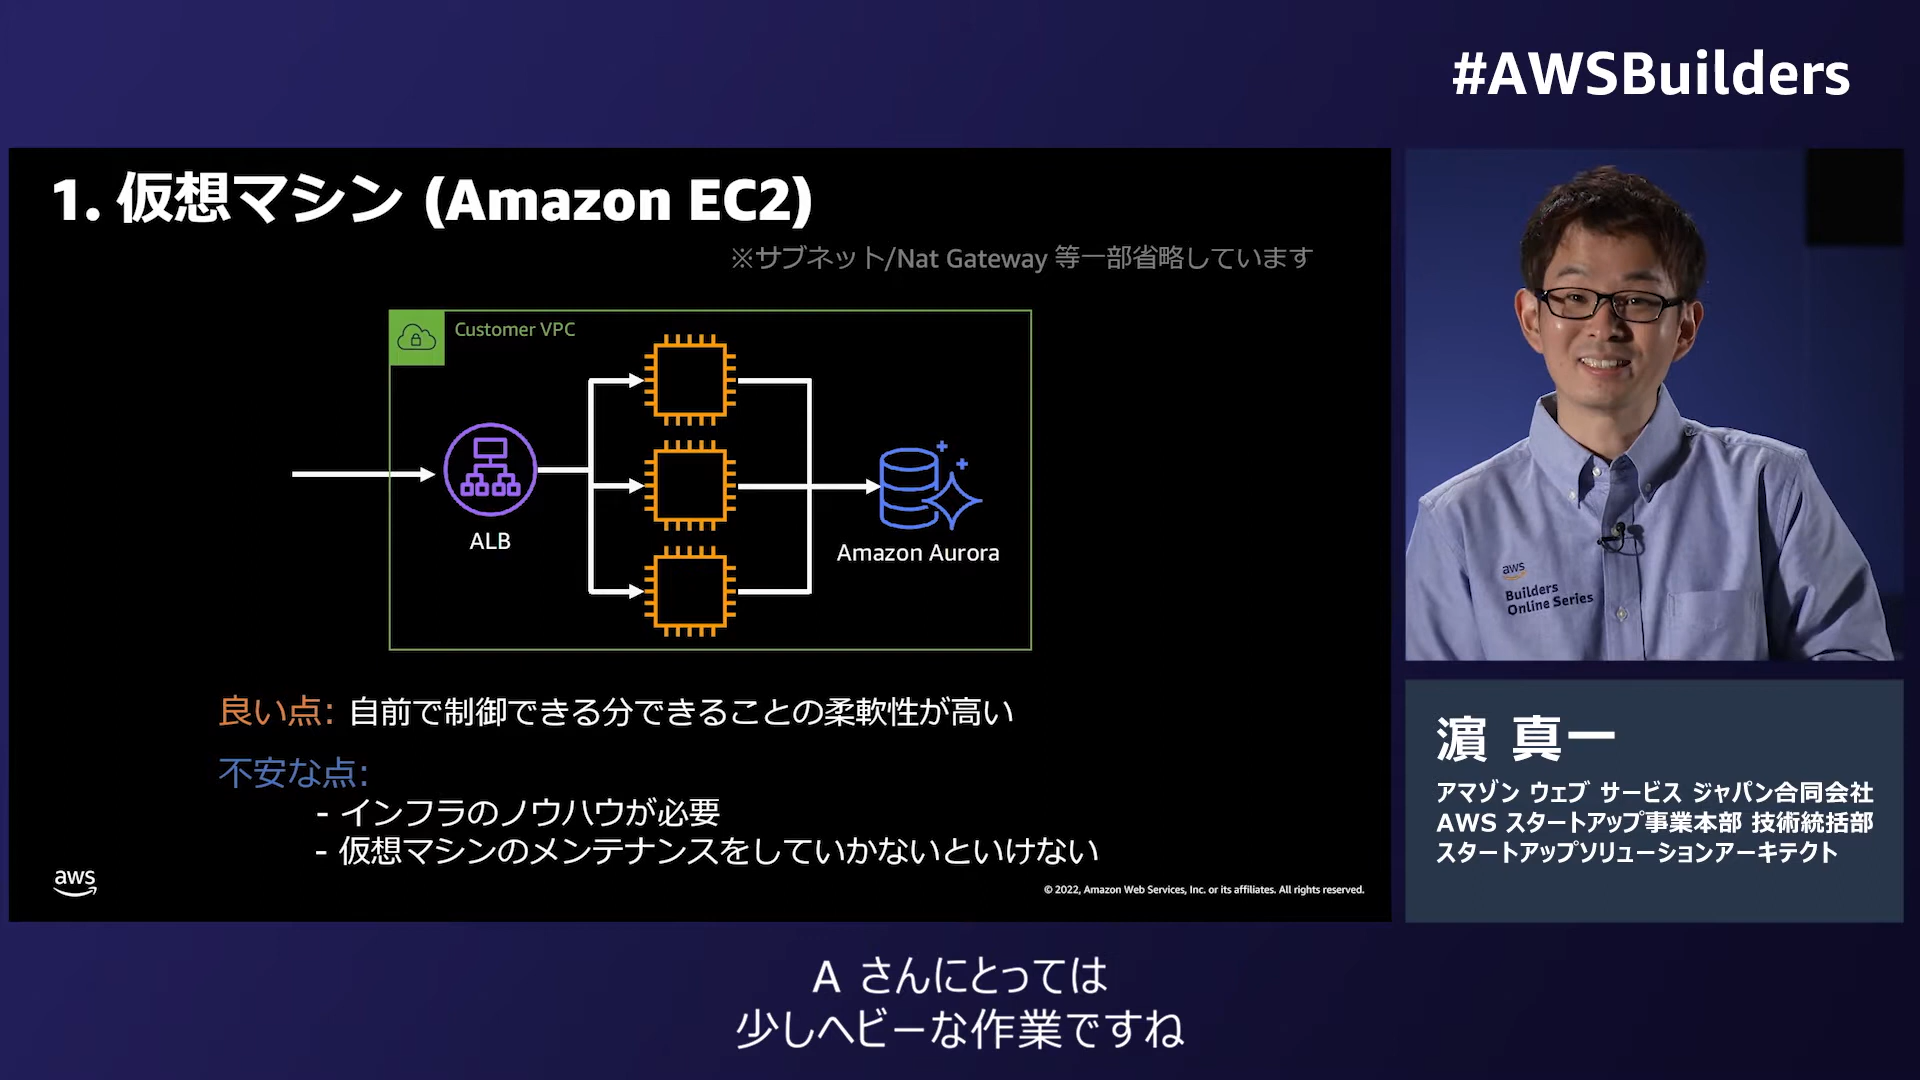 #AWSBuilders
1. 仮想マシン (Amazon EC2)
※サブネット/Nat Gateway 等一部省略しています
Customer VPC
ALB
Amazon Aurora
良い点: 自前で制御できる分できることの柔軟性が高い
不安な点:
- インフラのノウハウが必要
- 仮想マシンのメンテナンスをしていかないといけない
aws
© 2022, Amazon Web Services, Inc. or its affiliates. All rights reserved.
aws
Builders
Online Series
濵 真一
アマゾン ウェブ サービス ジャパン合同会社
AWS スタートアップ事業本部 技術統括部
スタートアップソリューションアーキテクト
A さんにとっては
少しヘビーな作業ですね